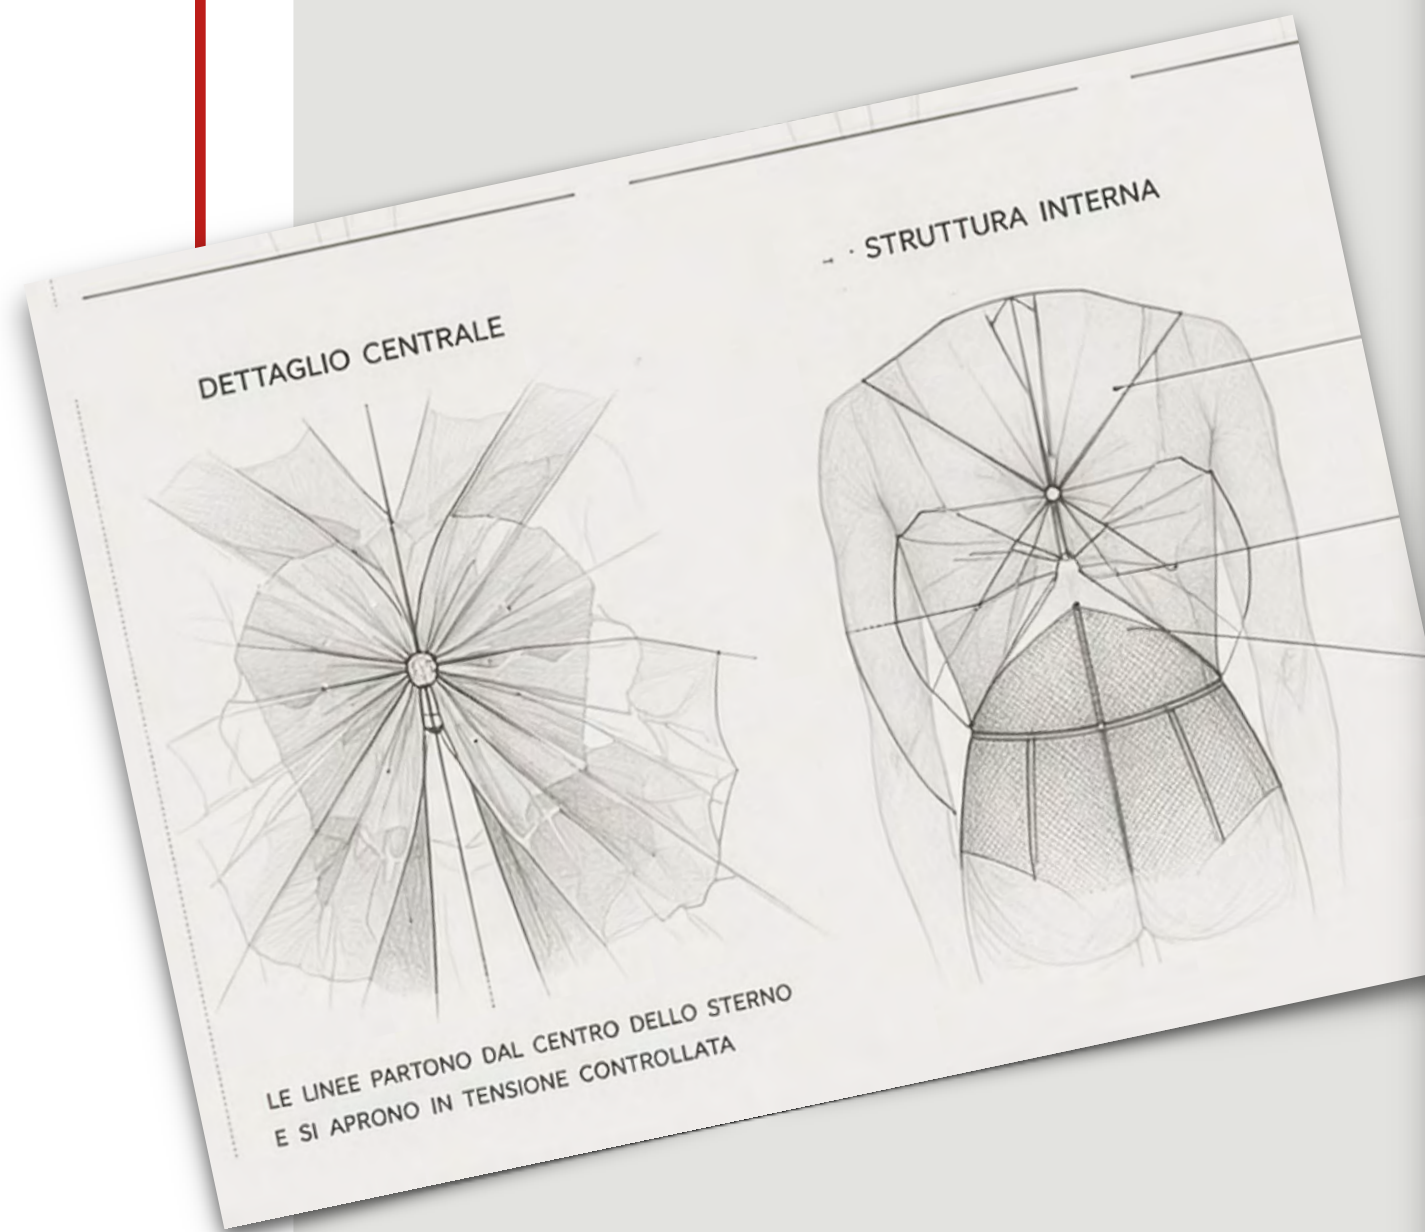 DETTAGLIO CENTRALE
STRUTTURA INTERNA
LE LINEE PARTONO DAL CENTRO DELLO STERNO
E SI APRONO IN TENSIONE CONTROLLATA